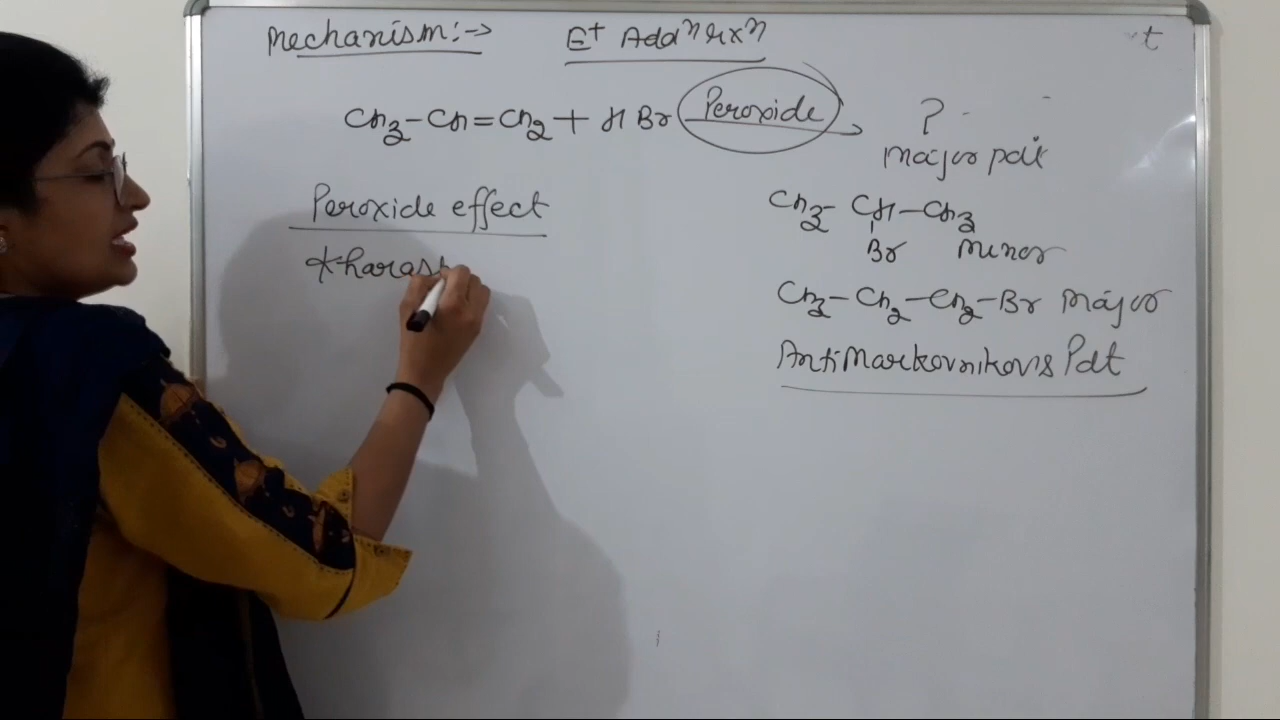 Mechanism:→ E⁺ Addⁿ rxⁿ
t
CH₃-CH=CH₂ + HBr Peroxide → ?
Major pdt
Peroxide effect
CH₃-CH-CH₃
Br Minor
*harast
CH₃-CH₂-CH₂-Br Major
AntiMarkovnikov's Pdt